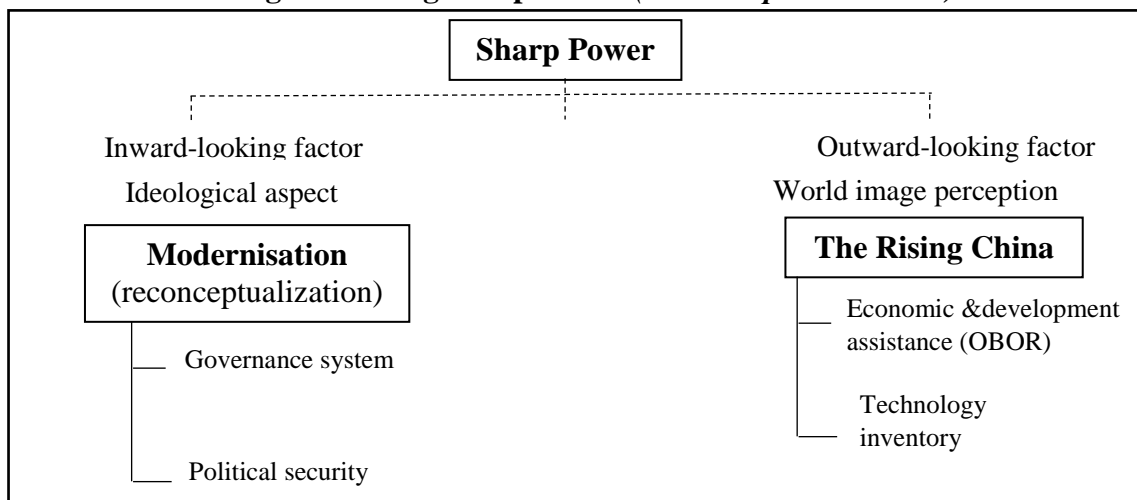 Sharp Power
Inward-looking factor
Ideological aspect
Modernisation
(reconceptualization)
Governance system
Political security
Outward-looking factor
World image perception
The Rising China
Economic &development
assistance (OBOR)
Technology
inventory